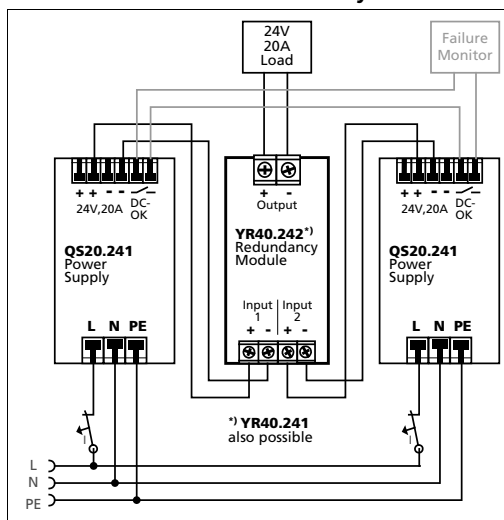 24V
20A
Load
Failure
Monitor
+ + - -
24V,20A
DC-
OK
QS20.241
Power
Supply
L N PE
+ -
Output
YR40.242*)
Redundancy
Module
Input
1
Input
2
+ - + -
+ + - -
24V,20A
DC-
OK
QS20.241
Power
Supply
L N PE
*) YR40.241
also possible
I
I
L
N
PE